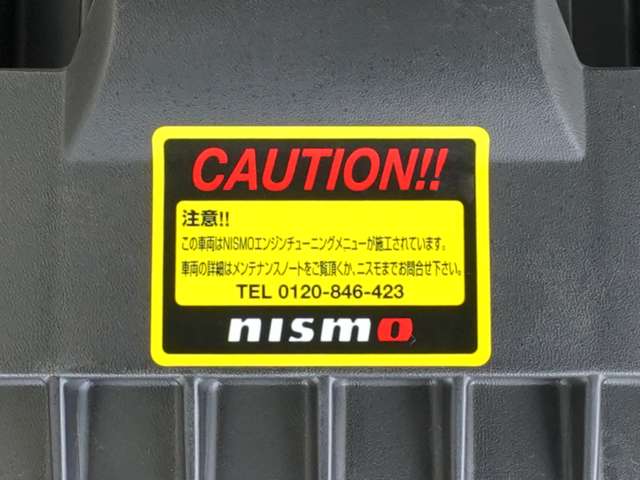 CAUTION!!
注意!!
この車両はNISMOエンジンチューニングメニューが施工されています。
車両の詳細はメンテナンスノートをご覧頂くか、ニスモまでお問合せ下さい。
TEL 0120-846-423
nismo